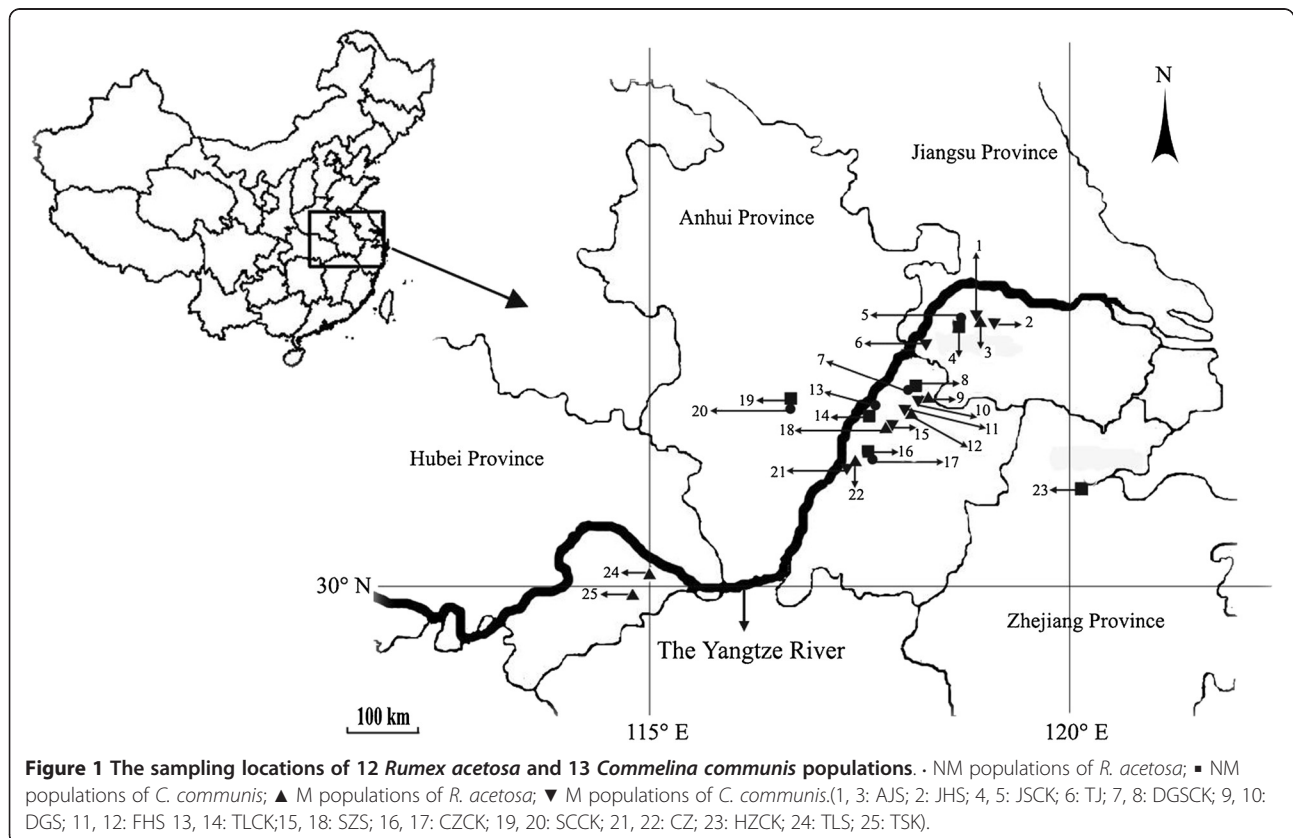 N
Jiangsu Province
Anhui Province
1
5
2
6
4
3
7
8
13
9
19
10
20
14
11
18
15
12
Hubei Province
16
17
21
22
23
24
30° N
25
Zhejiang Province
The Yangtze River
100 km
115° E
120° E
Figure 1 The sampling locations of 12 Rumex acetosa and 13 Commelina communis populations. · NM populations of R. acetosa; ▪ NM
populations of C. communis; ▲ M populations of R. acetosa; ▼ M populations of C. communis.(1, 3: AJS; 2: JHS; 4, 5: JSCK; 6: TJ; 7, 8: DGSCK; 9, 10:
DGS; 11, 12: FHS 13, 14: TLCK;15, 18: SZS; 16, 17: CZCK; 19, 20: SCCK; 21, 22: CZ; 23: HZCK; 24: TLS; 25: TSK).